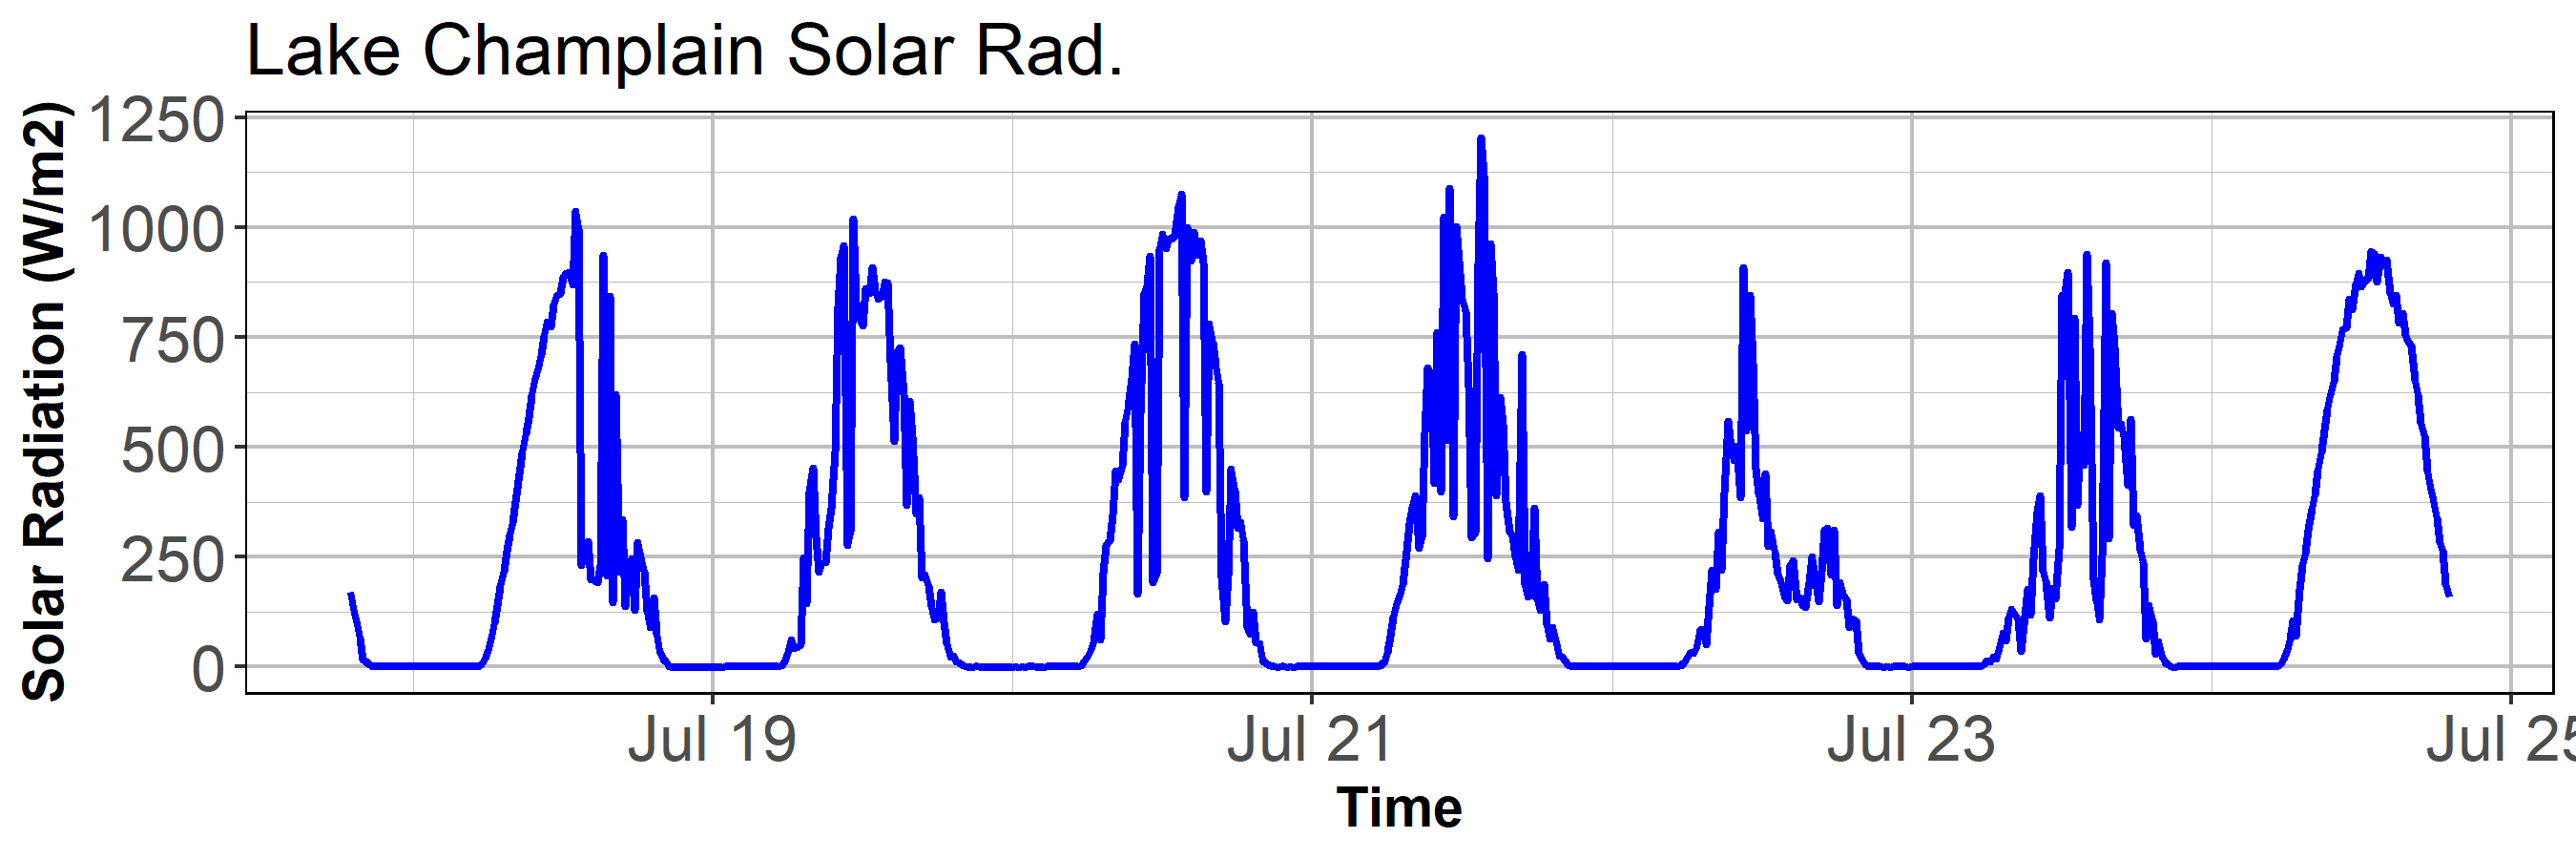 Lake Champlain Solar Rad.
Solar Radiation (W/m2)
1250
1000
750
500
250
0
Jul 19 Jul 21 Jul 23 Jul 25
Time